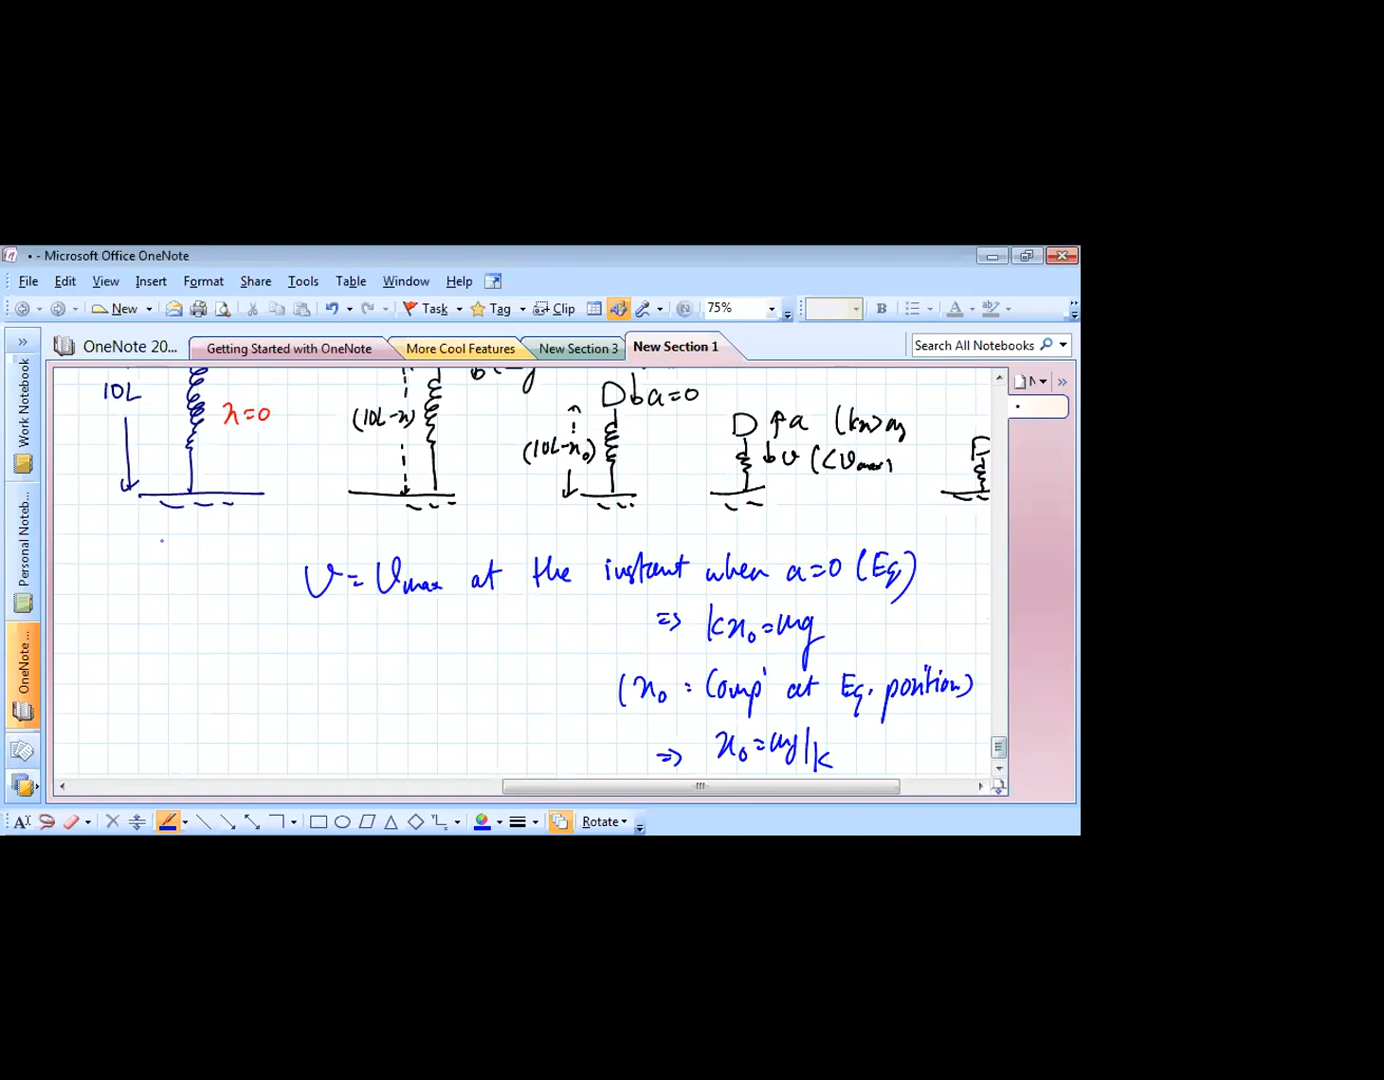 • - Microsoft Office OneNote
File Edit View Insert Format Share Tools Table Window Help
New Task Tag Clip 75% B A ab
OneNote 20... Getting Started with OneNote More Cool Features New Section 3 New Section 1 Search All Notebooks
Work Notebook
Personal Noteb...
OneNote...
10L
x=0
(10L-x)
a=0
(10L-x₀)
a (kx>mg
v (<vmax)
v=vmax at the instant when a=0 (Eq)
=> kx₀=mg
(x₀ = Comp' at Eq. position)
=> x₀=mg/k
A Rotate